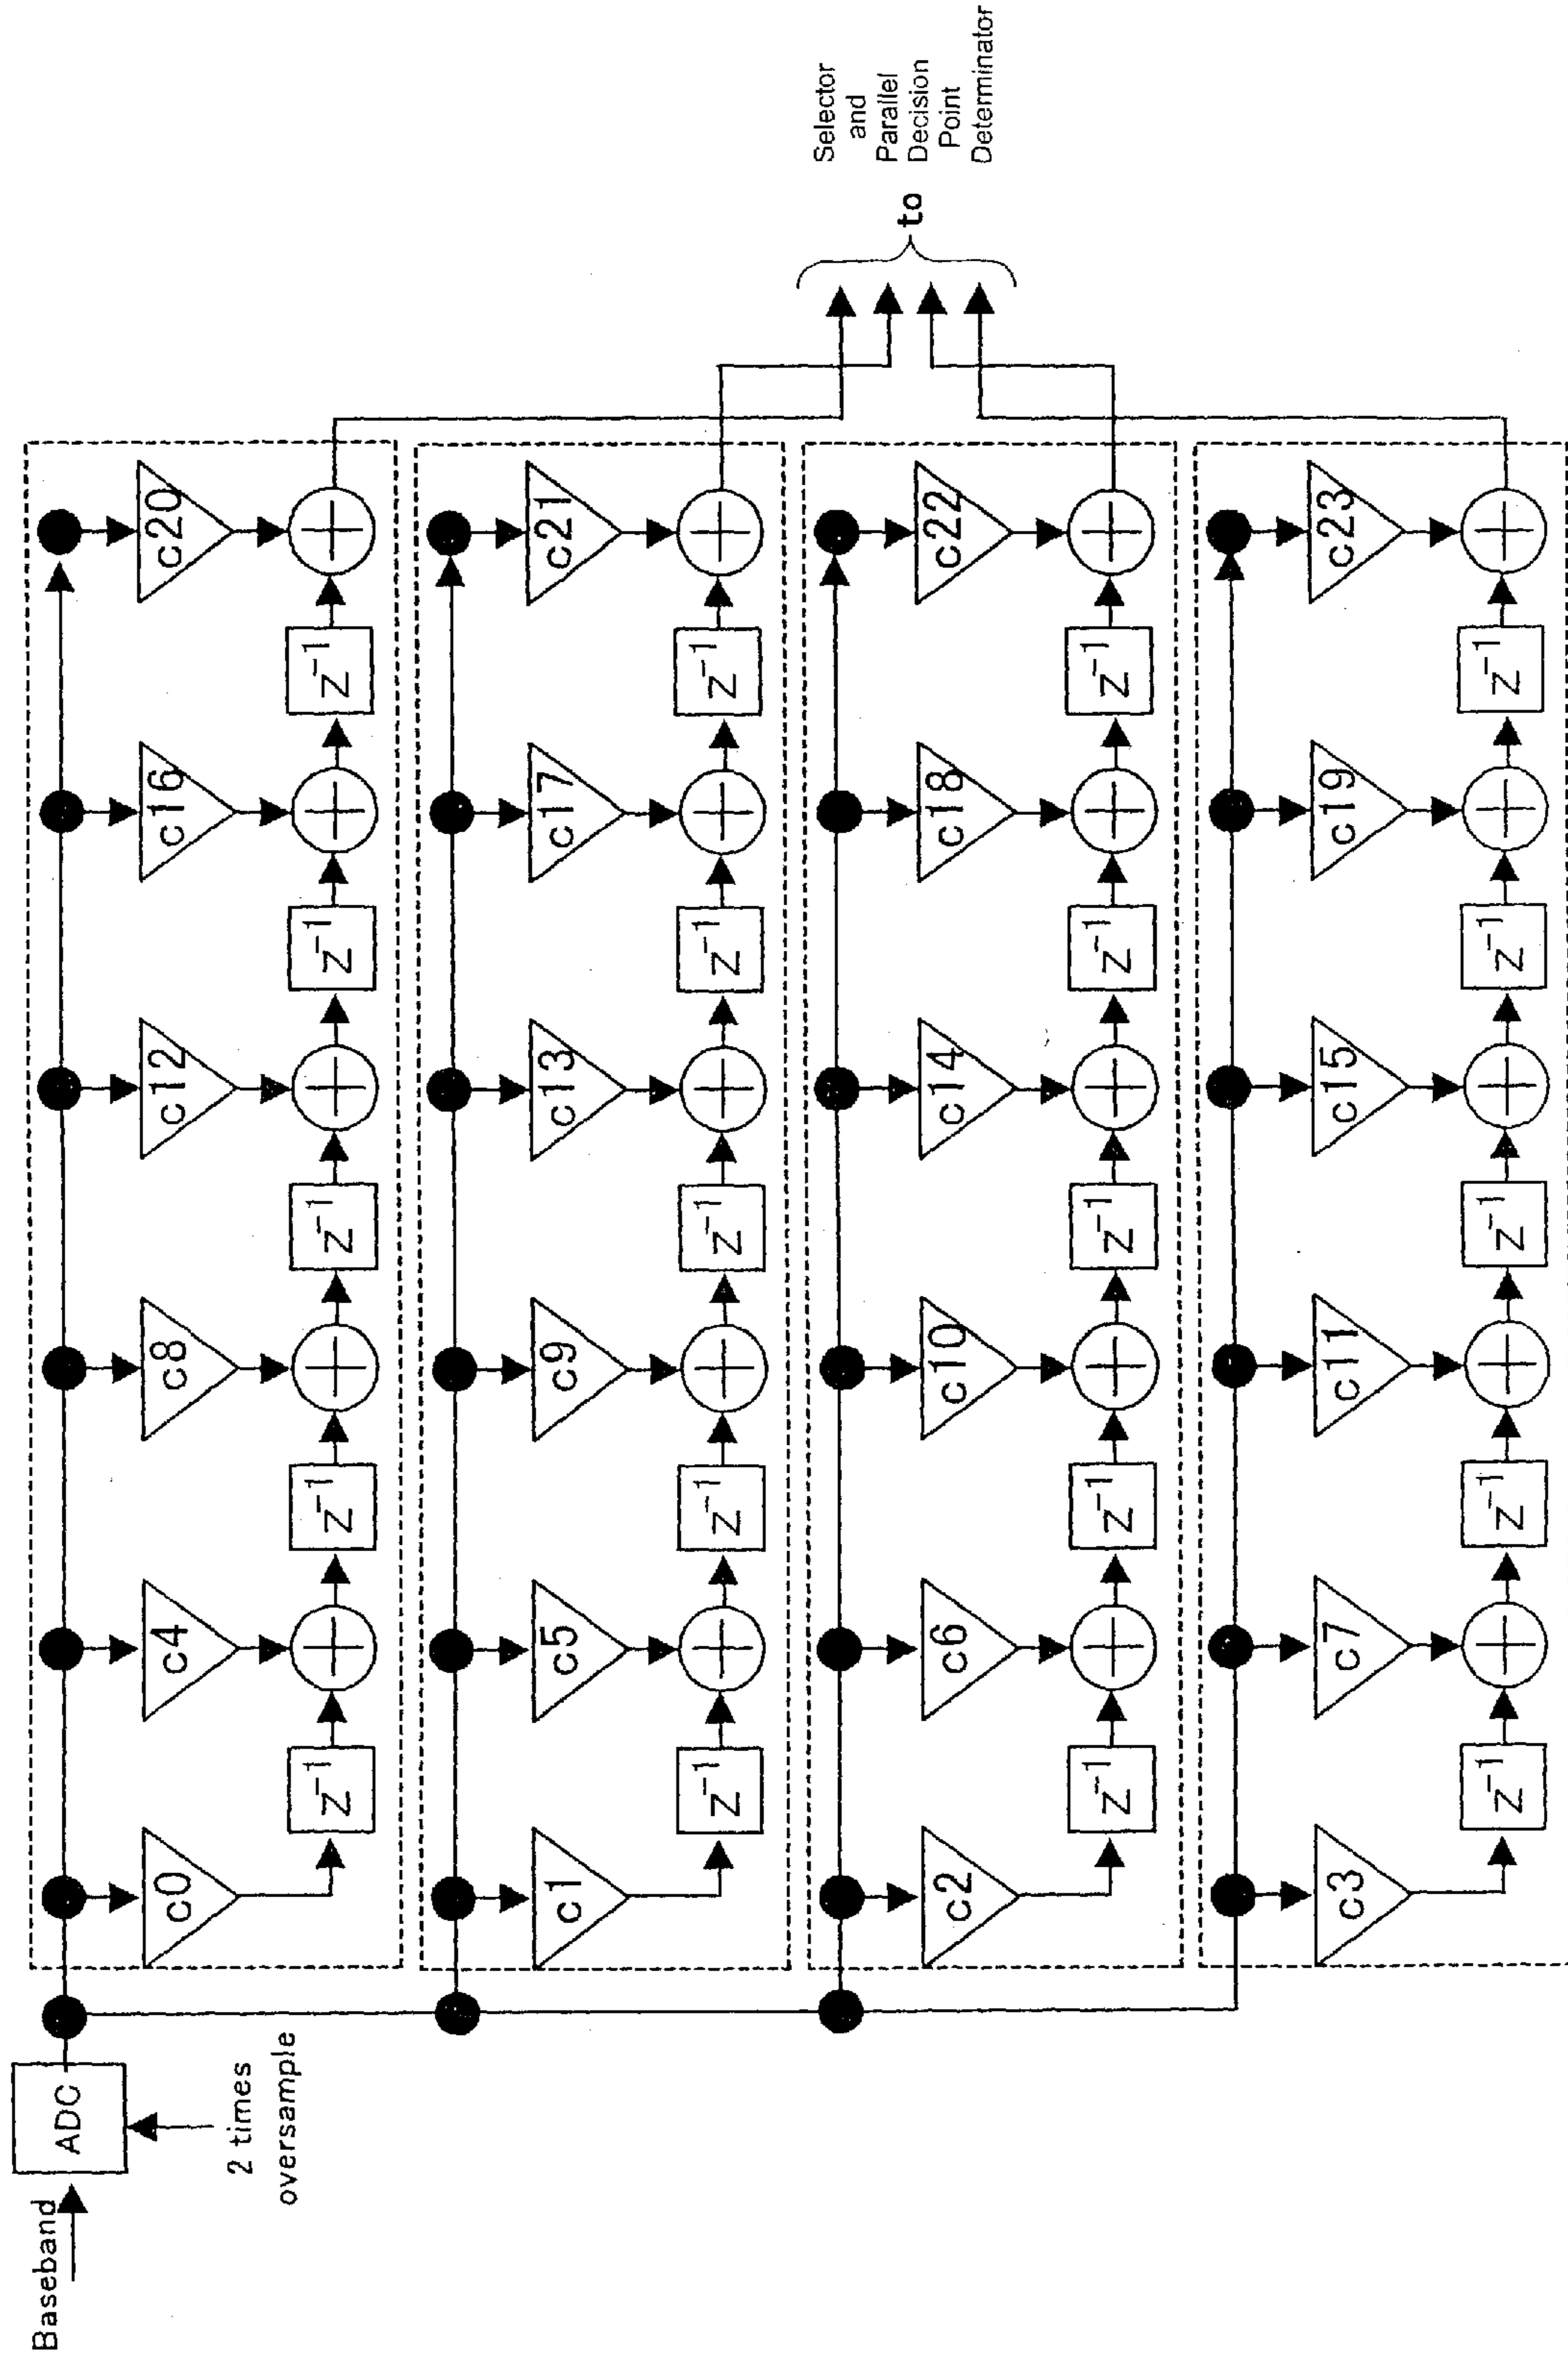 Baseband
ADC
2 times
oversample
c0
c4
c8
c12
c16
c20
z⁻¹
z⁻¹
z⁻¹
z⁻¹
z⁻¹
c1
c5
c9
c13
c17
c21
z⁻¹
z⁻¹
z⁻¹
z⁻¹
z⁻¹
c2
c6
c10
c14
c18
c22
z⁻¹
z⁻¹
z⁻¹
z⁻¹
z⁻¹
c3
c7
c11
c15
c19
c23
z⁻¹
z⁻¹
z⁻¹
z⁻¹
z⁻¹
to
Selector
and
Parallel
Decision
Point
Determinator